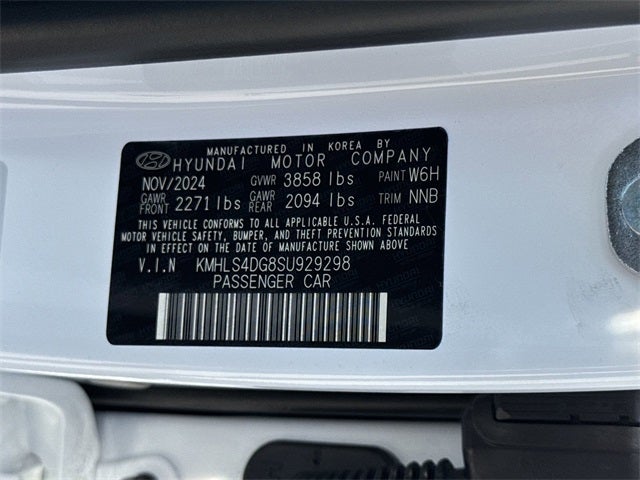 MANUFACTURED IN KOREA BY
HYUNDAI MOTOR COMPANY
NOV/2024 GVWR 3858 lbs PAINT W6H
GAWR FRONT 2271 lbs GAWR REAR 2094 lbs TRIM NNB
THIS VEHICLE CONFORMS TO ALL APPLICABLE U.S.A. FEDERAL
MOTOR VEHICLE SAFETY, BUMPER, AND THEFT PREVENTION STANDARDS
IN EFFECT ON THE DATE OF MANUFACTURE SHOWN ABOVE.
V.I.N KMHLS4DG8SU929298
PASSENGER CAR